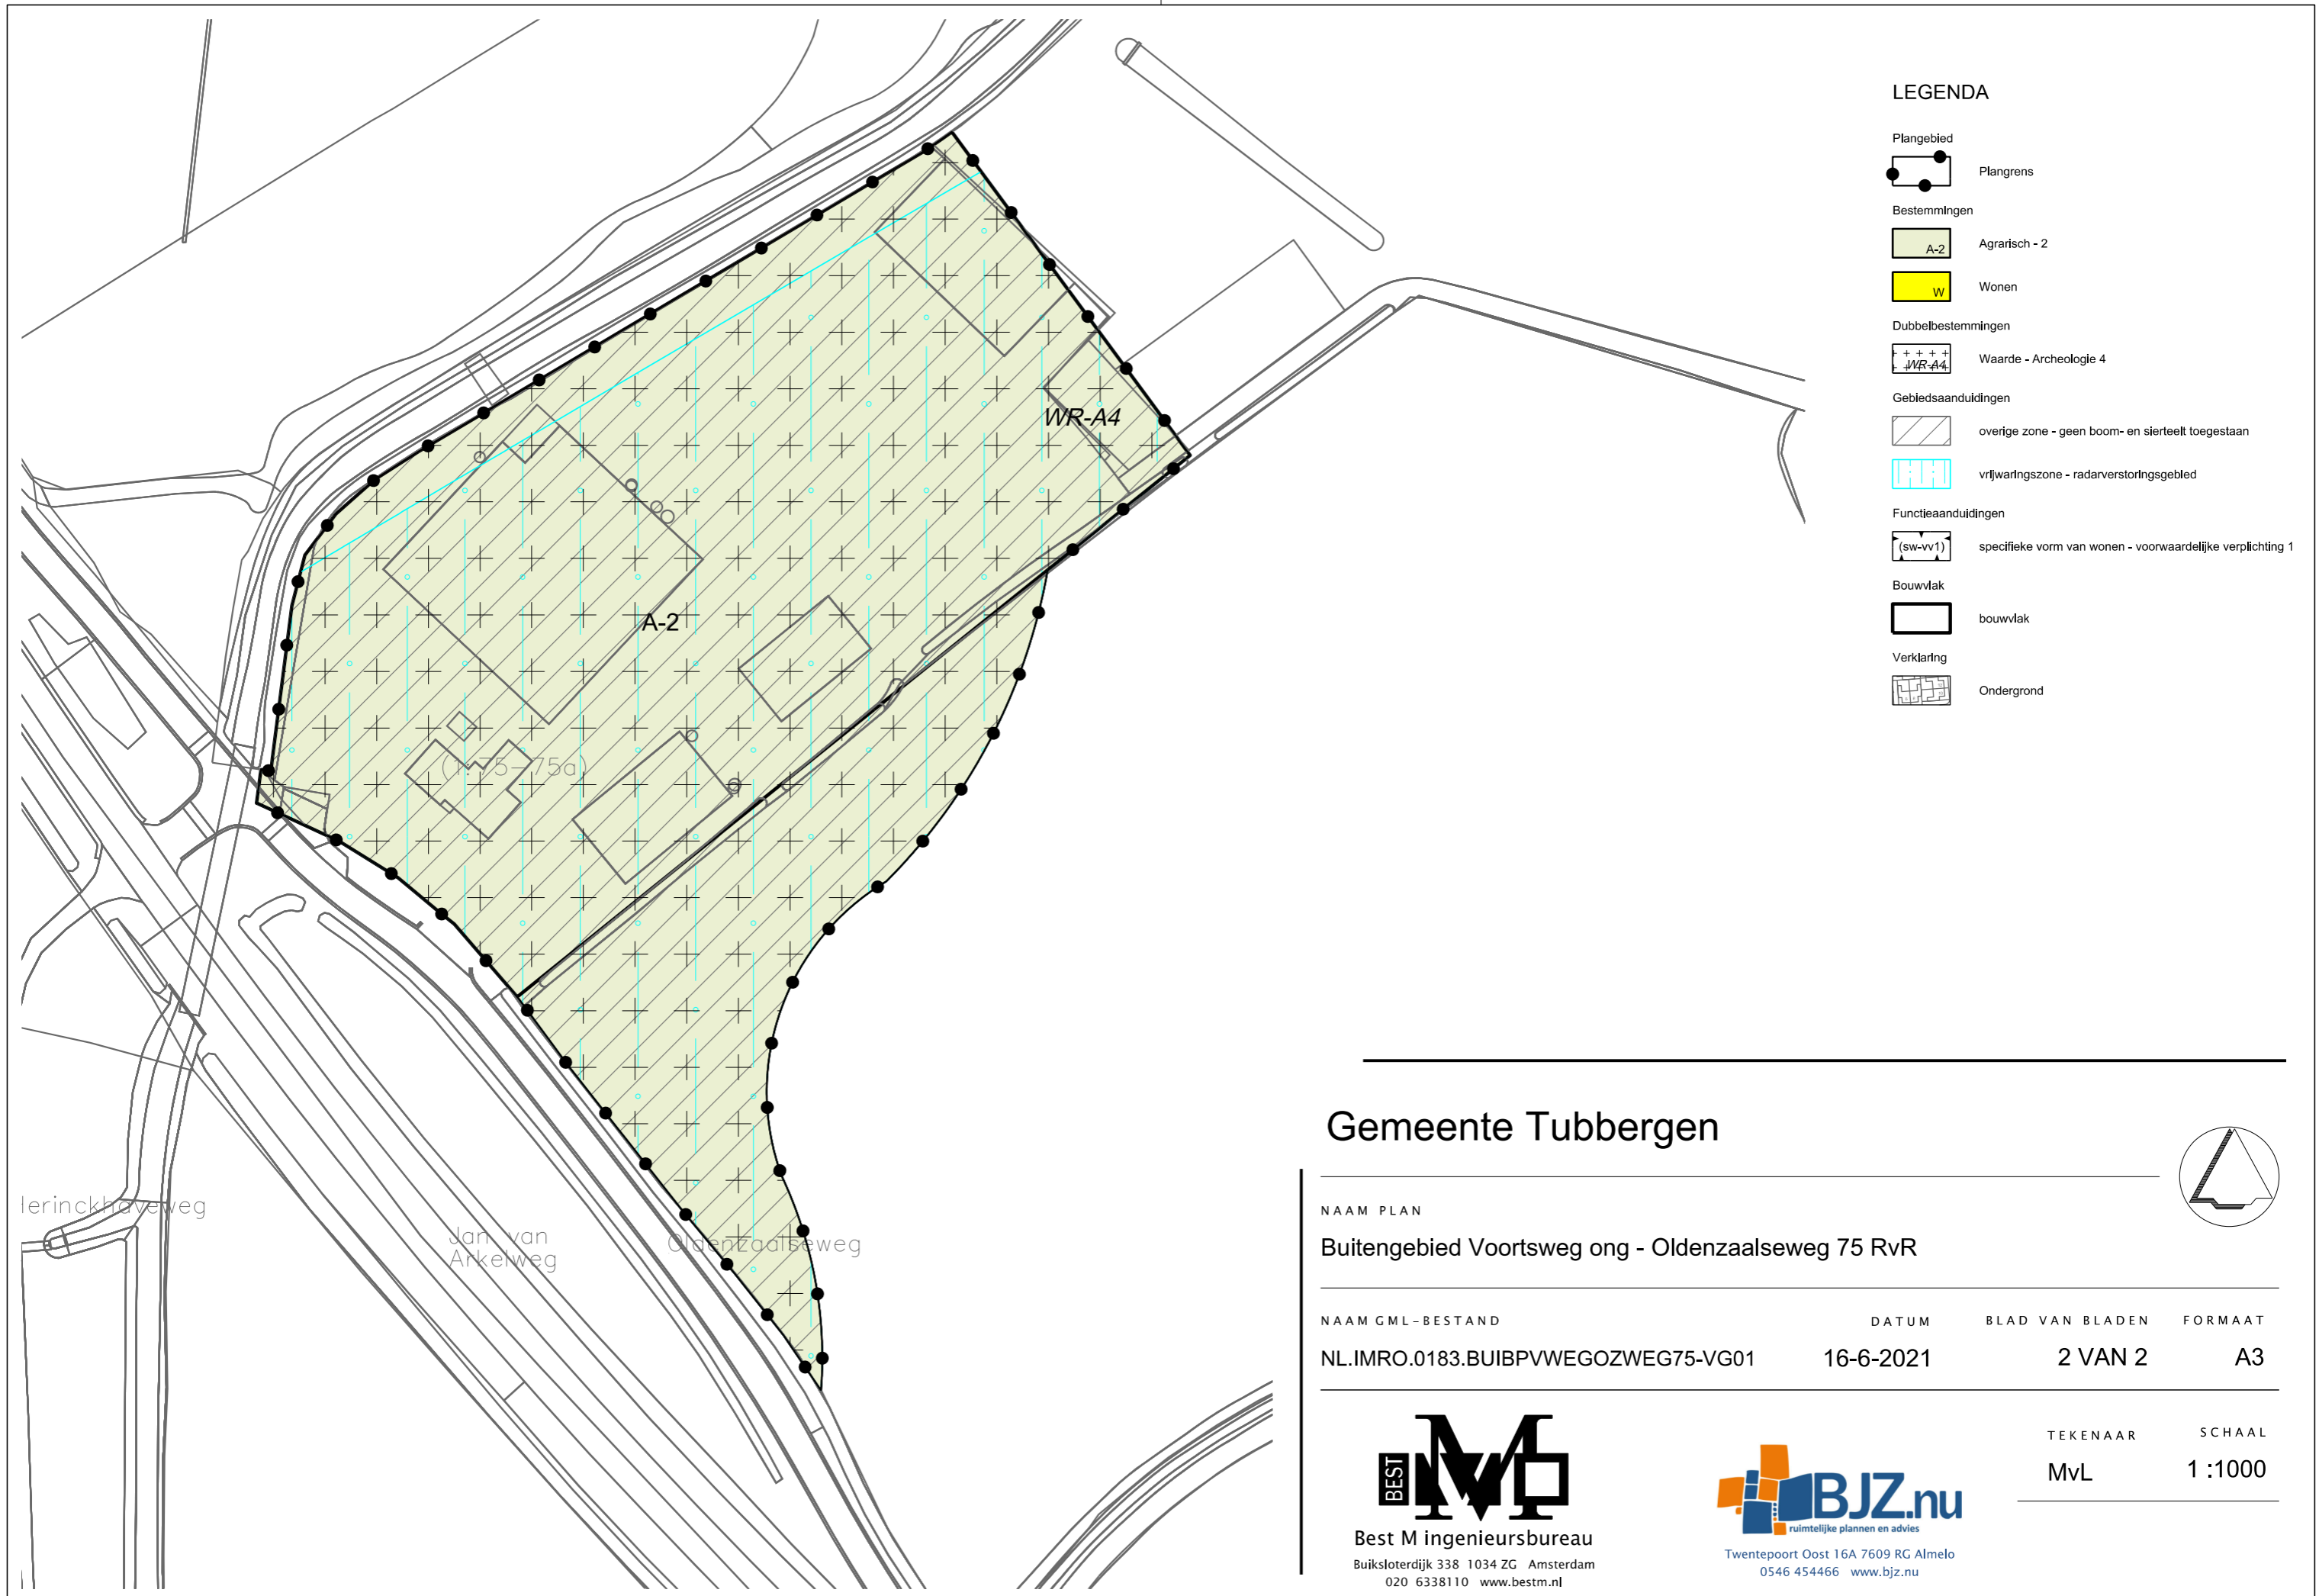 LEGENDA
Plangebied
Plangrens
Bestemmingen
A-2
Agrarisch - 2
W
Wonen
Dubbelbestemmingen
WR-A4
Waarde - Archeologie 4
Gebiedsaanduidingen
overige zone - geen boom- en sierteelt toegestaan
vrijwaringszone - radarverstoringsgebied
Functieaanduidingen
(sw-vv1)
specifieke vorm van wonen - voorwaardelijke verplichting 1
Bouwvlak
bouwvlak
Verklaring
Ondergrond
WR-A4
A-2
(1:75-75a)
Jan van
Arkelweg
Oldenzaalseweg
Gemeente Tubbergen
NAAM PLAN
Buitengebied Voortsweg ong - Oldenzaalseweg 75 RvR
NAAM GML-BESTAND
DATUM
BLAD VAN BLADEN
FORMAAT
NL.IMRO.0183.BUIBPVWEGOZWEG75-VG01
16-6-2021
2 VAN 2
A3
TEKENAAR
SCHAAL
MvL
1 :1000
BEST
M
Best M ingenieursbureau
Buiksloterdijk 338 1034 ZG Amsterdam
020 6338110 www.bestm.nl
BJZ.nu
ruimtelijke plannen en advies
Twentepoort Oost 16A 7609 RG Almelo
0546 454466 www.bjz.nu